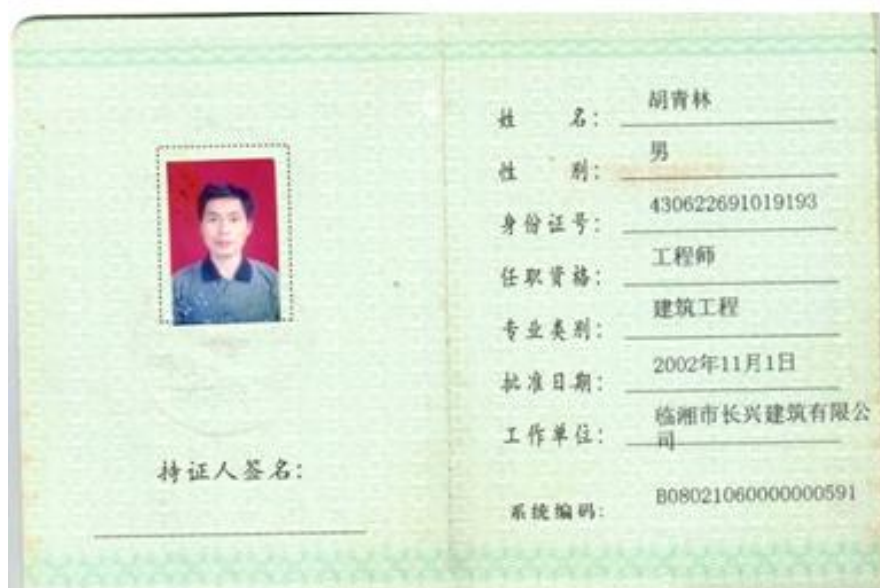 持证人签名:
姓 名: 胡青林
性 别: 男
身份证号: 430622691019193
任职资格: 工程师
专业类别: 建筑工程
批准日期: 2002年11月1日
工作单位: 临湘市长兴建筑有限公
司
系统编码: B08021060000000591